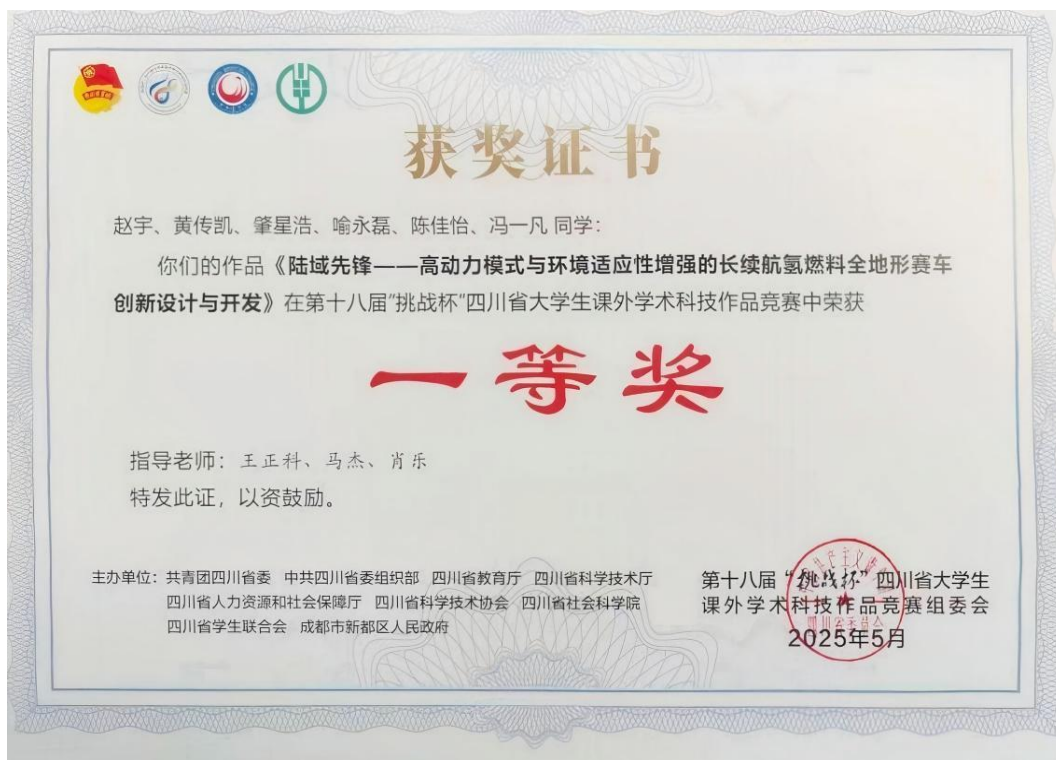 获奖证书
赵宇、黄传凯、肇星浩、喻永磊、陈佳怡、冯一凡 同学：
你们的作品《陆域先锋——高动力模式与环境适应性增强的长续航氢燃料全地形赛车
创新设计与开发》在第十八届"挑战杯"四川省大学生课外学术科技作品竞赛中荣获
一等奖
指导老师：王正科、马杰、肖乐
特发此证，以资鼓励。
主办单位：共青团四川省委 中共四川省委组织部 四川省教育厅 四川省科学技术厅
四川省人力资源和社会保障厅 四川省科学技术协会 四川省社会科学院
四川省学生联合会 成都市新都区人民政府
第十八届"挑战杯"四川省大学生
课外学术科技作品竞赛组委会
2025年5月